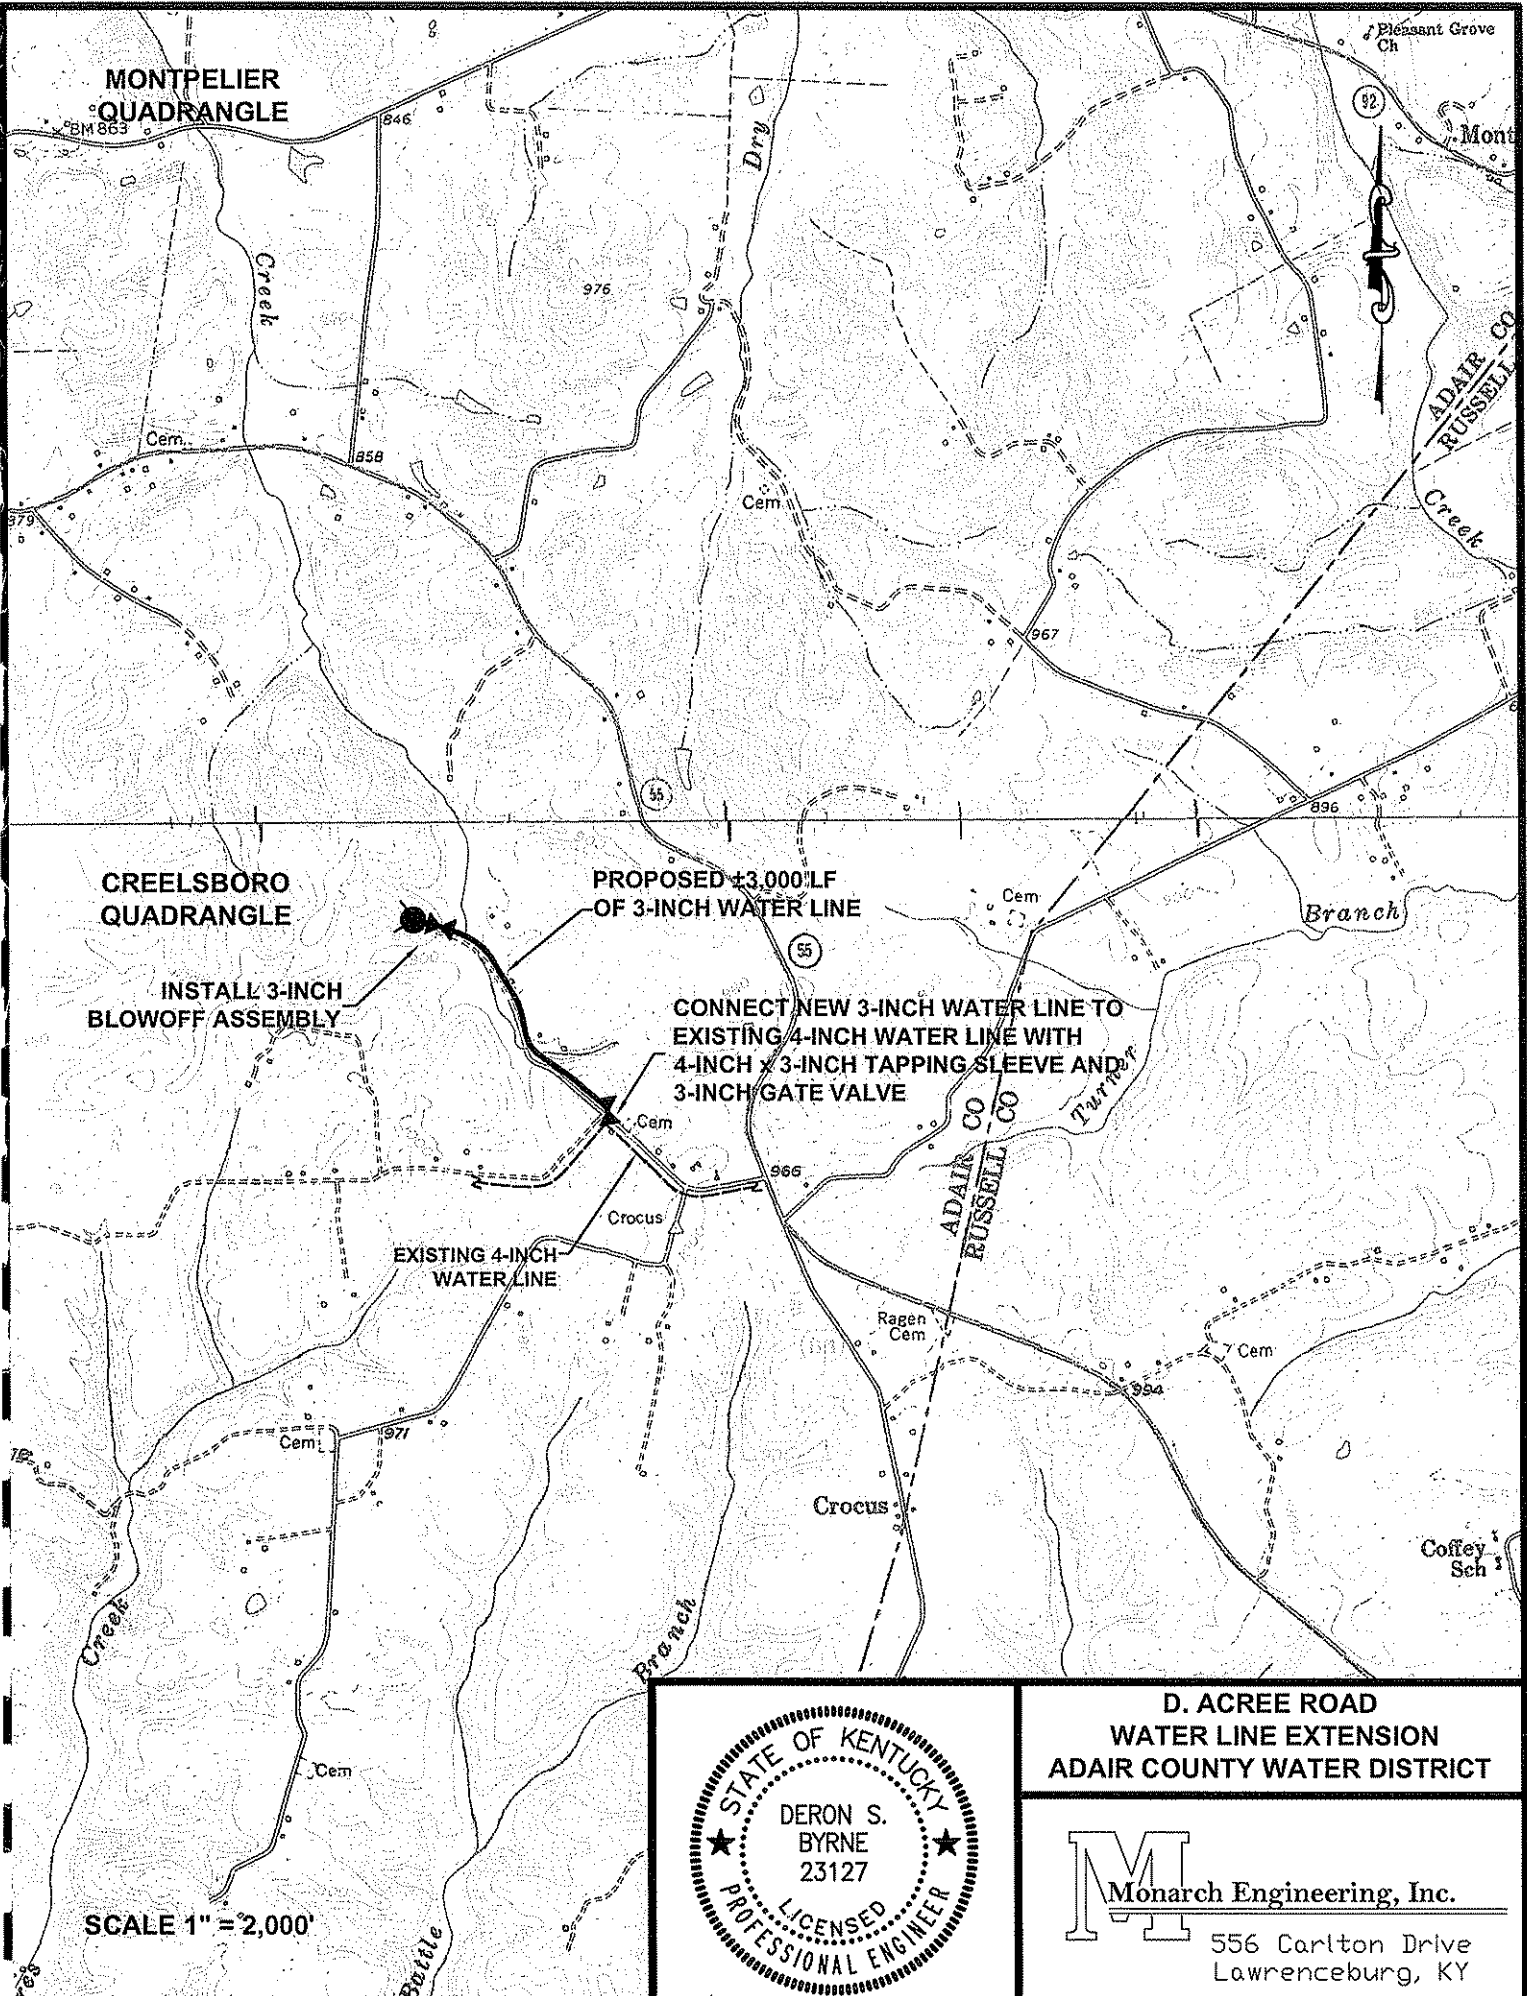 Pleasant Grove
Ch
MONTPELIER
QUADRANGLE
92
BM 863
846
Mont
Dry
Creek
976
ADAIR CO
RUSSELL
Cem
858
Cem
Creek
879
967
55
896
CREELSBORO
QUADRANGLE
PROPOSED ±3,000 LF
OF 3-INCH WATER LINE
Cem
Branch
55
INSTALL 3-INCH
BLOWOFF ASSEMBLY
CONNECT NEW 3-INCH WATER LINE TO
EXISTING 4-INCH WATER LINE WITH
4-INCH x 3-INCH TAPPING SLEEVE AND
3-INCH GATE VALVE
Turner
Cem
ADAIR CO
RUSSELL CO
966
Crocus
EXISTING 4-INCH
WATER LINE
Ragen
Cem
Cem
994
971
Cem
Crocus
Coffey
Sch
Creek
Branch
Cem
SCALE 1" = 2,000'
Battle
STATE OF KENTUCKY
DERON S.
BYRNE
23127
LICENSED
PROFESSIONAL ENGINEER
D. ACREE ROAD
WATER LINE EXTENSION
ADAIR COUNTY WATER DISTRICT
M
Monarch Engineering, Inc.
556 Carlton Drive
Lawrenceburg, KY